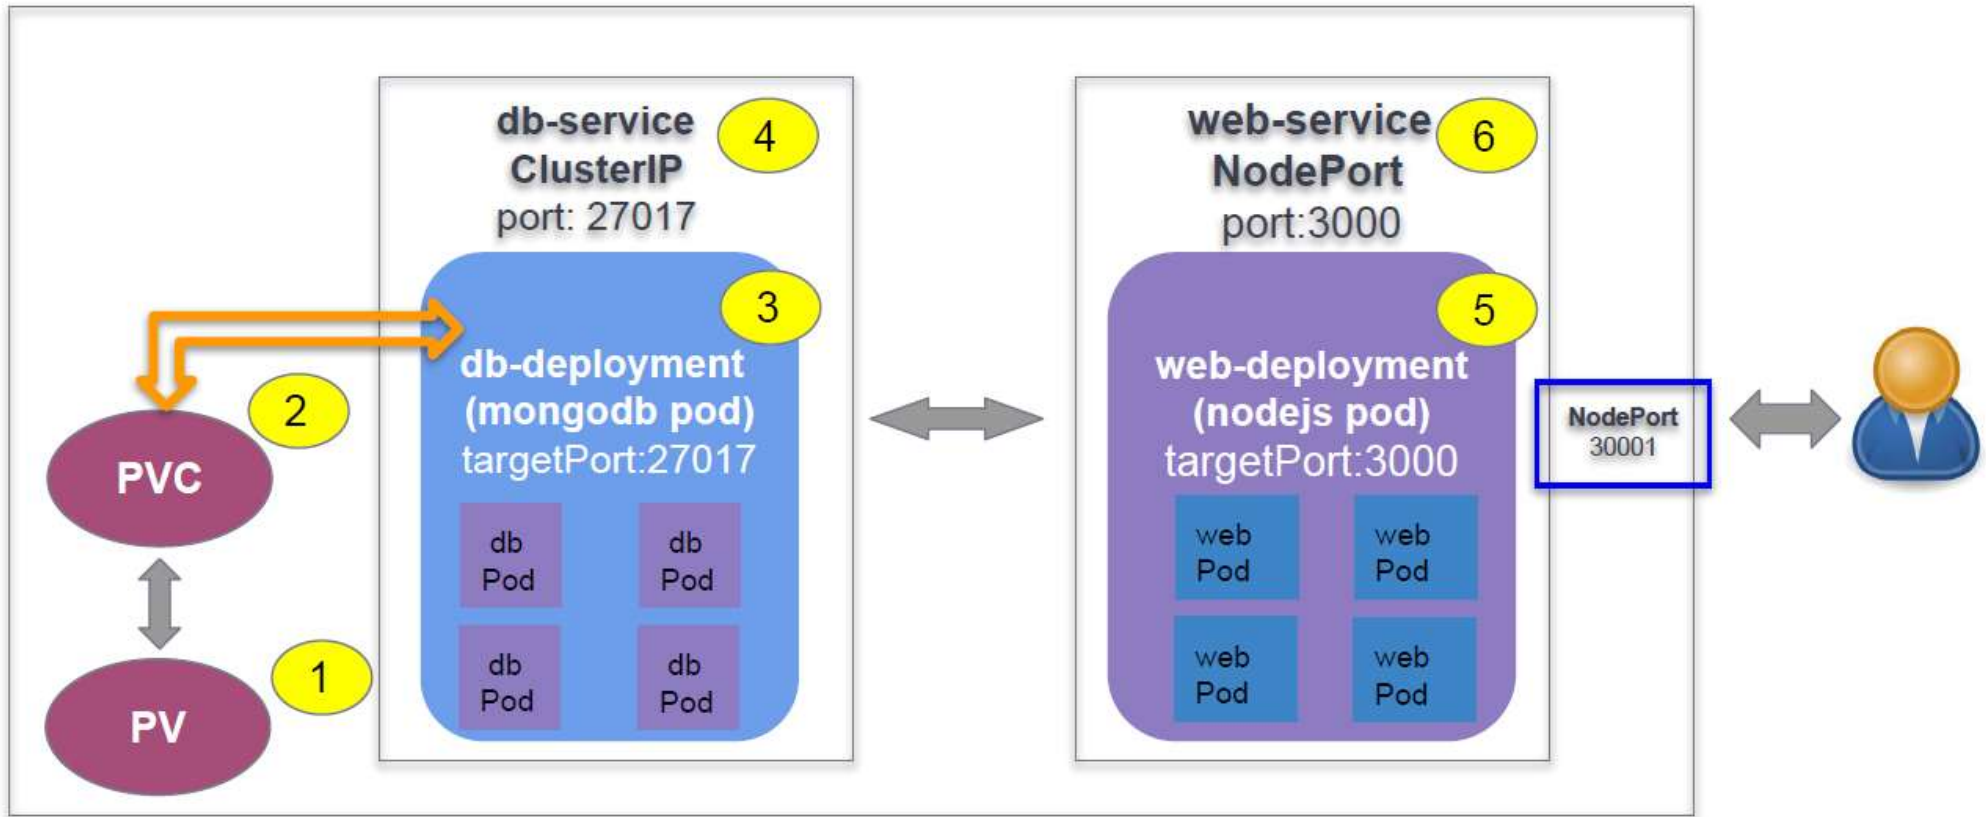 db-service
ClusterIP
port: 27017
4
3
db-deployment
(mongodb pod)
targetPort:27017
db
Pod
db
Pod
db
Pod
db
Pod
2
PVC
1
PV
web-service
NodePort
port:3000
6
5
web-deployment
(nodejs pod)
targetPort:3000
web
Pod
web
Pod
web
Pod
web
Pod
NodePort
30001